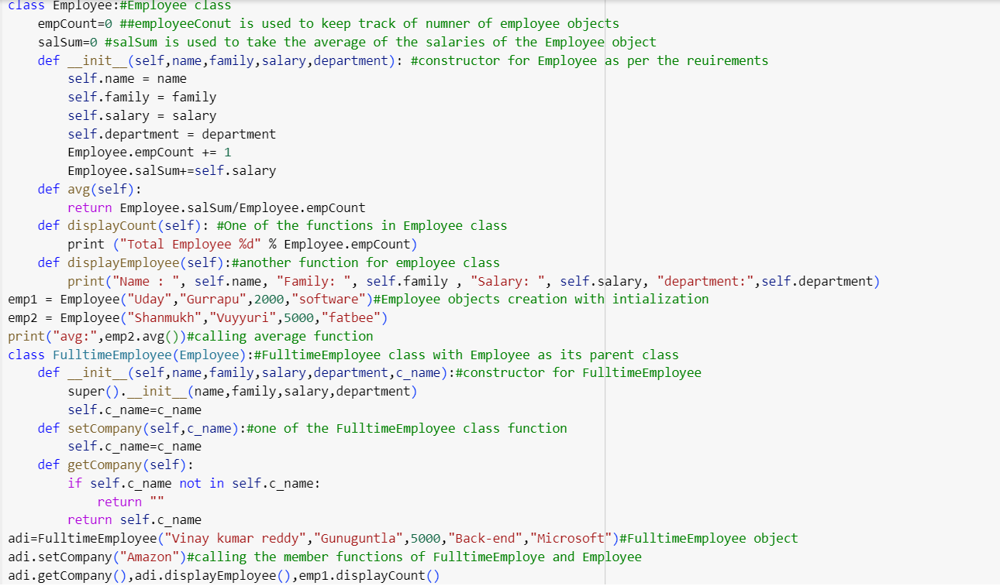 class Employee:#Employee class
    empCount=0 ##employeeConut is used to keep track of numner of employee objects
    salSum=0 #salSum is used to take the average of the salaries of the Employee object
    def __init__(self,name,family,salary,department): #constructor for Employee as per the reuirements
        self.name = name
        self.family = family
        self.salary = salary
        self.department = department
        Employee.empCount += 1
        Employee.salSum+=self.salary
    def avg(self):
        return Employee.salSum/Employee.empCount
    def displayCount(self): #One of the functions in Employee class
        print ("Total Employee %d" % Employee.empCount)
    def displayEmployee(self):#another function for employee class
        print("Name : ", self.name, "Family: ", self.family , "Salary: ", self.salary, "department:",self.department)
emp1 = Employee("Uday","Gurrapu",2000,"software")#Employee objects creation with intialization
emp2 = Employee("Shanmukh","Vuyyuri",5000,"fatbee")
print("avg:",emp2.avg())#calling average function
class FulltimeEmployee(Employee):#FulltimeEmployee class with Employee as its parent class
    def __init__(self,name,family,salary,department,c_name):#constructor for FulltimeEmployee
        super().__init__(name,family,salary,department)
        self.c_name=c_name
    def setCompany(self,c_name):#one of the FulltimeEmployee class function
        self.c_name=c_name
    def getCompany(self):
        if self.c_name not in self.c_name:
            return ""
        return self.c_name
adi=FulltimeEmployee("Vinay kumar reddy","Gunuguntla",5000,"Back-end","Microsoft")#FulltimeEmployee object
adi.setCompany("Amazon")#calling the member functions of FulltimeEmploye and Employee
adi.getCompany(),adi.displayEmployee(),emp1.displayCount()